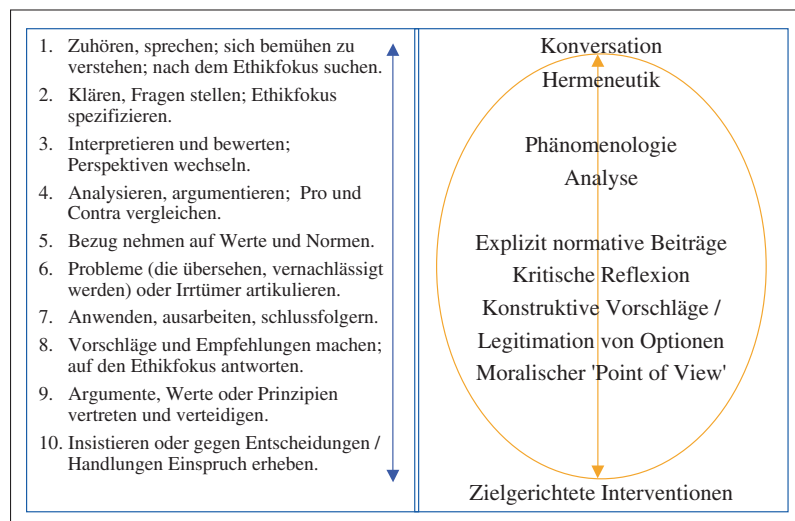 1. Zuhören, sprechen; sich bemühen zu
verstehen; nach dem Ethikfokus suchen.
2. Klären, Fragen stellen; Ethikfokus
spezifizieren.
3. Interpretieren und bewerten;
Perspektiven wechseln.
4. Analysieren, argumentieren; Pro und
Contra vergleichen.
5. Bezug nehmen auf Werte und Normen.
6. Probleme (die übersehen, vernachlässigt
werden) oder Irrtümer artikulieren.
7. Anwenden, ausarbeiten, schlussfolgern.
8. Vorschläge und Empfehlungen machen;
auf den Ethikfokus antworten.
9. Argumente, Werte oder Prinzipien
vertreten und verteidigen.
10. Insistieren oder gegen Entscheidungen /
Handlungen Einspruch erheben.
Konversation
Hermeneutik
Phänomenologie
Analyse
Explizit normative Beiträge
Kritische Reflexion
Konstruktive Vorschläge /
Legitimation von Optionen
Moralischer 'Point of View'
Zielgerichtete Interventionen